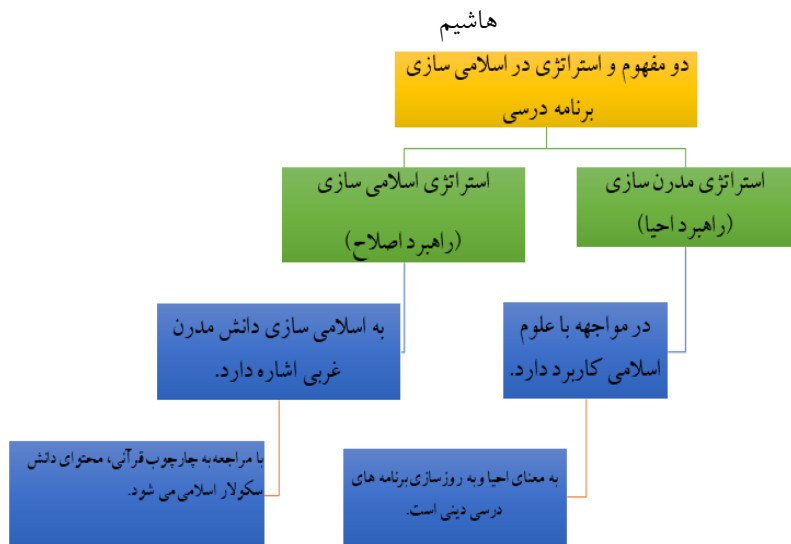 هاشیم
دو مفهوم و استراتژی در اسلامی سازی
برنامه درسی
استراتژی مدرن سازی
(راهبرد احیا)
استراتژی اسلامی سازی
(راهبرد اصلاح)
در مواجهه با علوم
اسلامی کاربرد دارد.
به اسلامی سازی دانش مدرن
غربی اشاره دارد.
به معنای احیا و به روز سازی برنامه های
درسی دینی است.
با مراجعه به چارچوب قرآنی، محتوای دانش
سکولار اسلامی می شود.